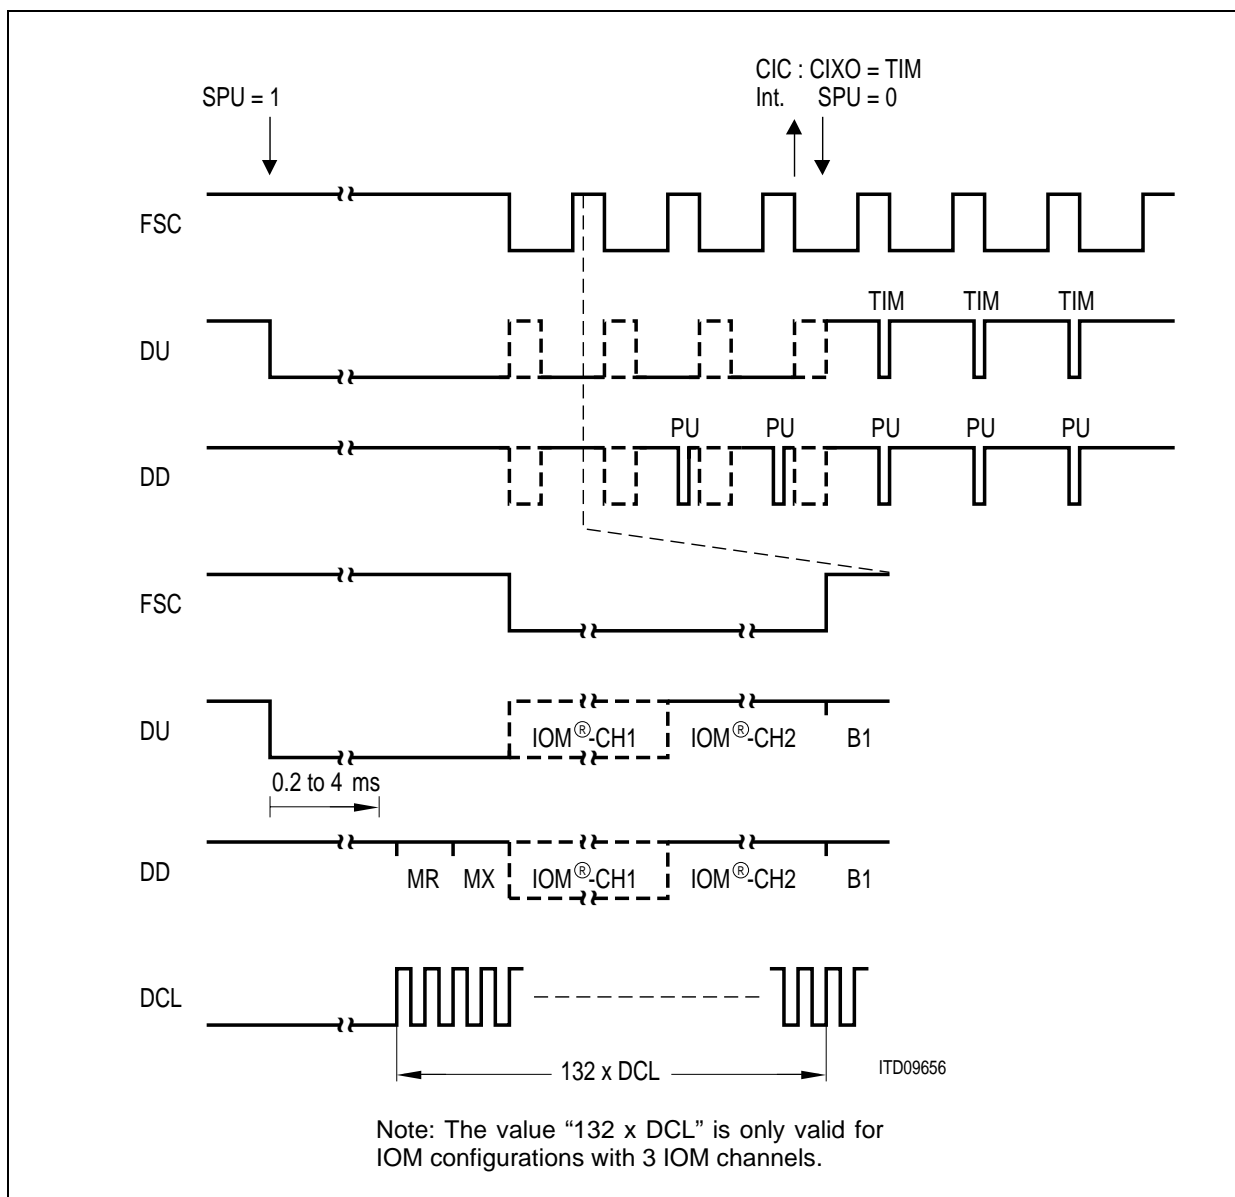 CIC : CIXO = TIM
SPU = 1
Int. SPU = 0
FSC
TIM TIM TIM
DU
PU PU PU PU PU
DD
FSC
DU
IOM®-CH1 IOM®-CH2 B1
0.2 to 4 ms
DD
MR MX IOM®-CH1 IOM®-CH2 B1
DCL
132 x DCL
ITD09656
Note: The value “132 x DCL” is only valid for
IOM configurations with 3 IOM channels.